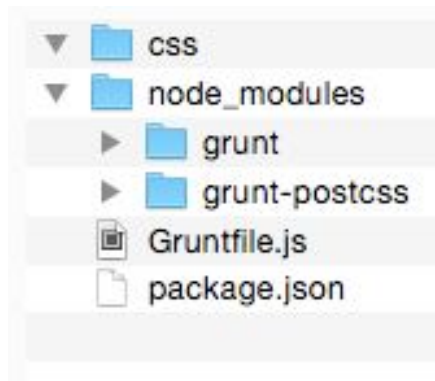 css
node_modules
grunt
grunt-postcss
Gruntfile.js
package.json